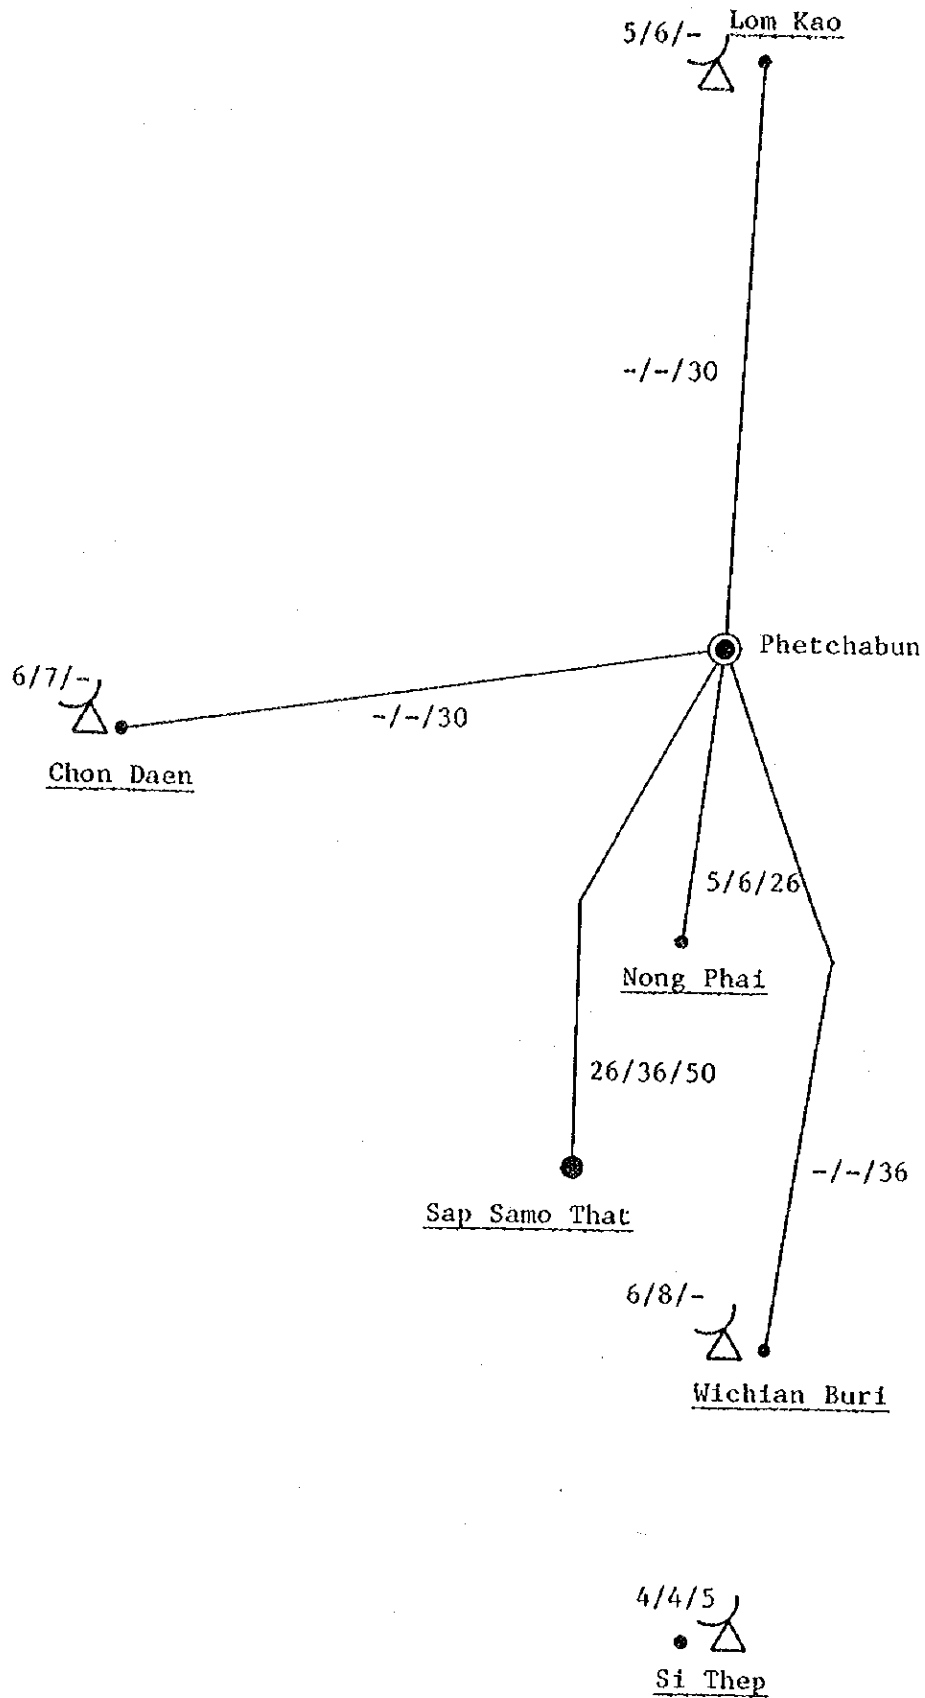 Lom Kao
5/6/-
-/-/30
Phetchabun
6/7/-
-/-/30
Chon Daen
5/6/26
Nong Phai
26/36/50
-/-/36
Sap Samo That
6/8/-
Wichian Buri
4/4/5
Si Thep